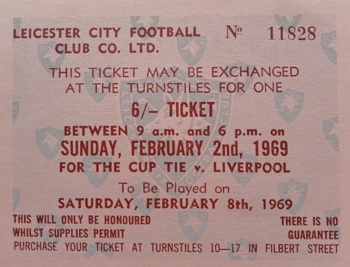 LEICESTER CITY FOOTBALL CLUB CO. LTD.
Nº 11828
THIS TICKET MAY BE EXCHANGED
AT THE TURNSTILES FOR ONE
6/– TICKET
BETWEEN 9 a.m. and 6 p.m. on
SUNDAY, FEBRUARY 2nd, 1969
FOR THE CUP TIE v. LIVERPOOL
To Be Played on
SATURDAY, FEBRUARY 8th, 1969
THIS WILL ONLY BE HONOURED WHILST SUPPLIES PERMIT
THERE IS NO GUARANTEE
PURCHASE YOUR TICKET AT TURNSTILES 10—17 IN FILBERT STREET